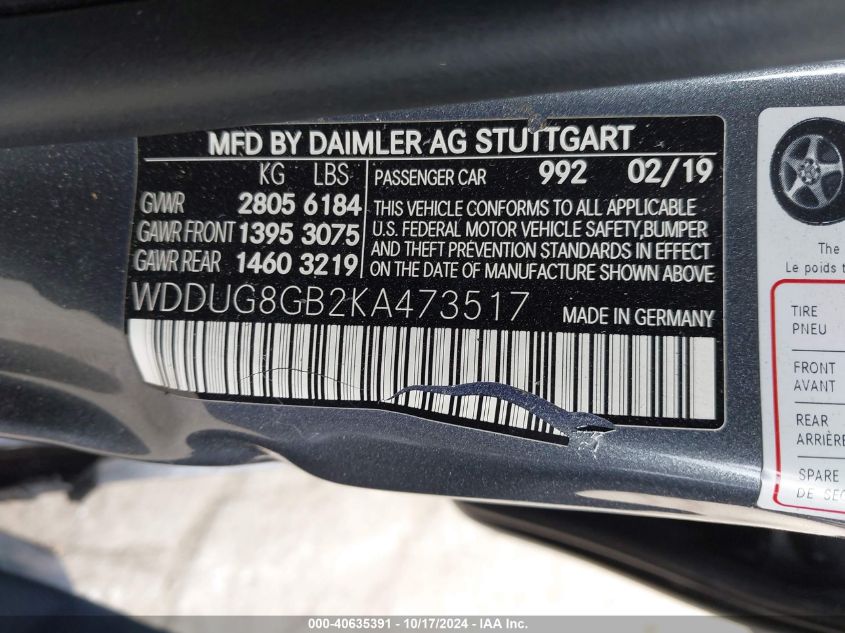 MFD BY DAIMLER AG STUTTGART
KG LBS
GVWR 2805 6184
GAWR FRONT 1395 3075
GAWR REAR 1460 3219
PASSENGER CAR 992 02/19
THIS VEHICLE CONFORMS TO ALL APPLICABLE
U.S. FEDERAL MOTOR VEHICLE SAFETY,BUMPER
AND THEFT PREVENTION STANDARDS IN EFFECT
ON THE DATE OF MANUFACTURE SHOWN ABOVE
WDDUG8GB2KA473517
MADE IN GERMANY
The
Le poids t
TIRE
PNEU
FRONT
AVANT
REAR
ARRIÈRE
SPARE
DE SEC
000-40635391 - 10/17/2024 - IAA Inc.